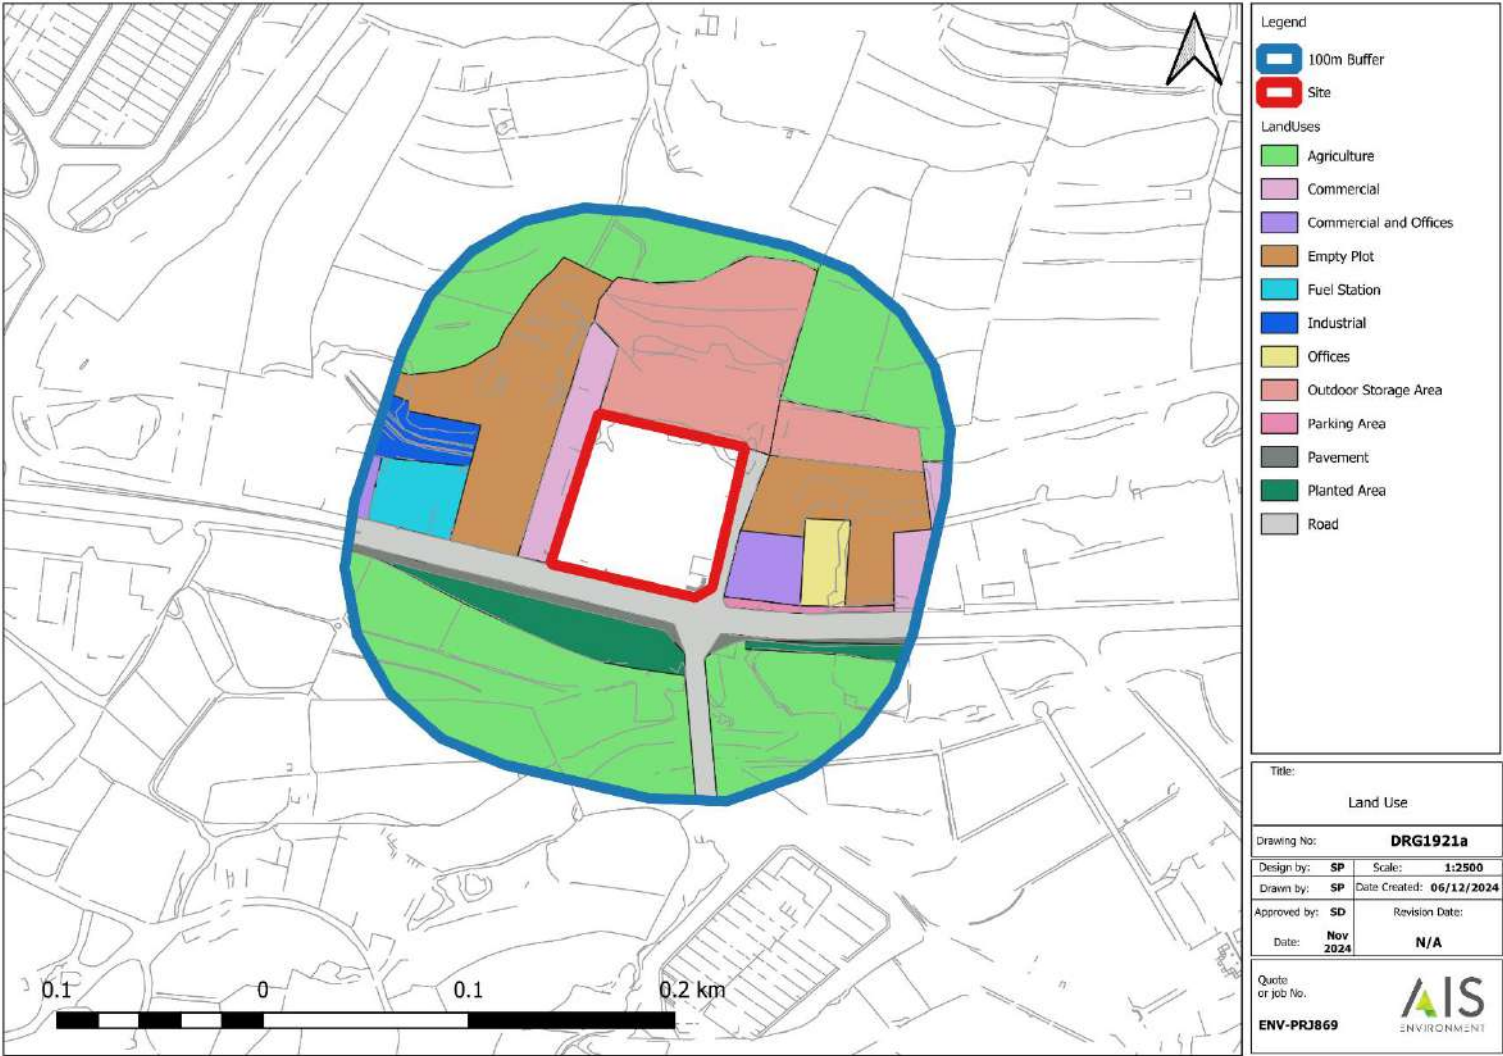 Legend
100m Buffer
Site
LandUses
Agriculture
Commercial
Commercial and Offices
Empty Plot
Fuel Station
Industrial
Offices
Outdoor Storage Area
Parking Area
Pavement
Planted Area
Road
Title:
Land Use
Drawing No: DRG1921a
Design by: SP Scale: 1:2500
Drawn by: SP Date Created: 06/12/2024
Approved by: SD Revision Date:
Date: Nov 2024 N/A
Quote
or job No.
ENV-PRJ869
AIS
ENVIRONMENT
0.1 0 0.1 0.2 km